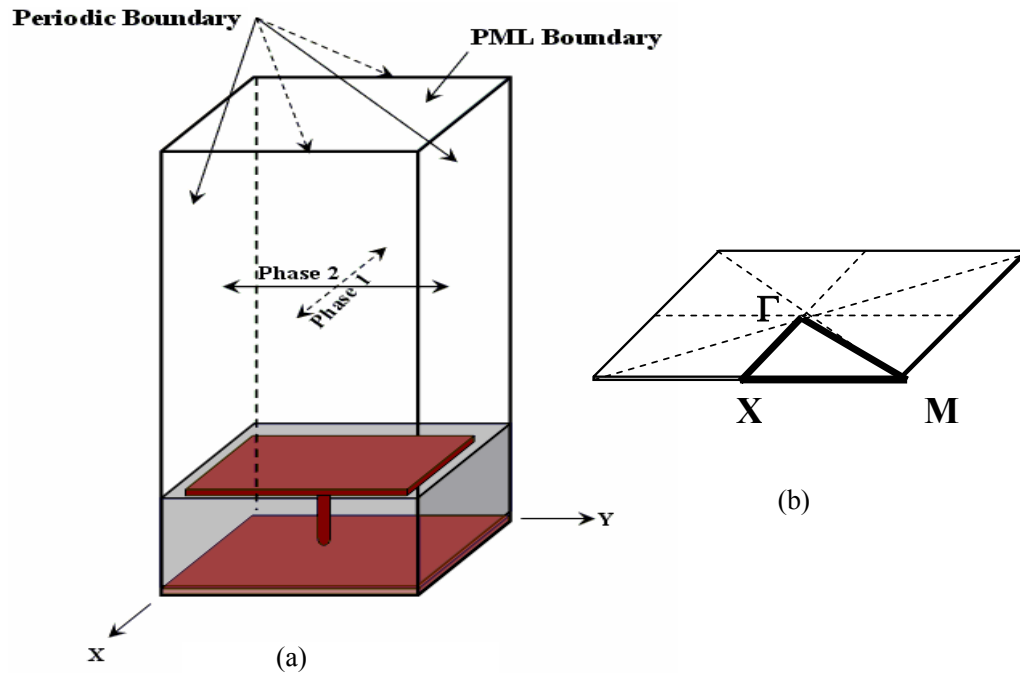 Periodic Boundary
PML Boundary
Phase 2
Phase 1
Γ
X
M
(b)
Y
X
(a)